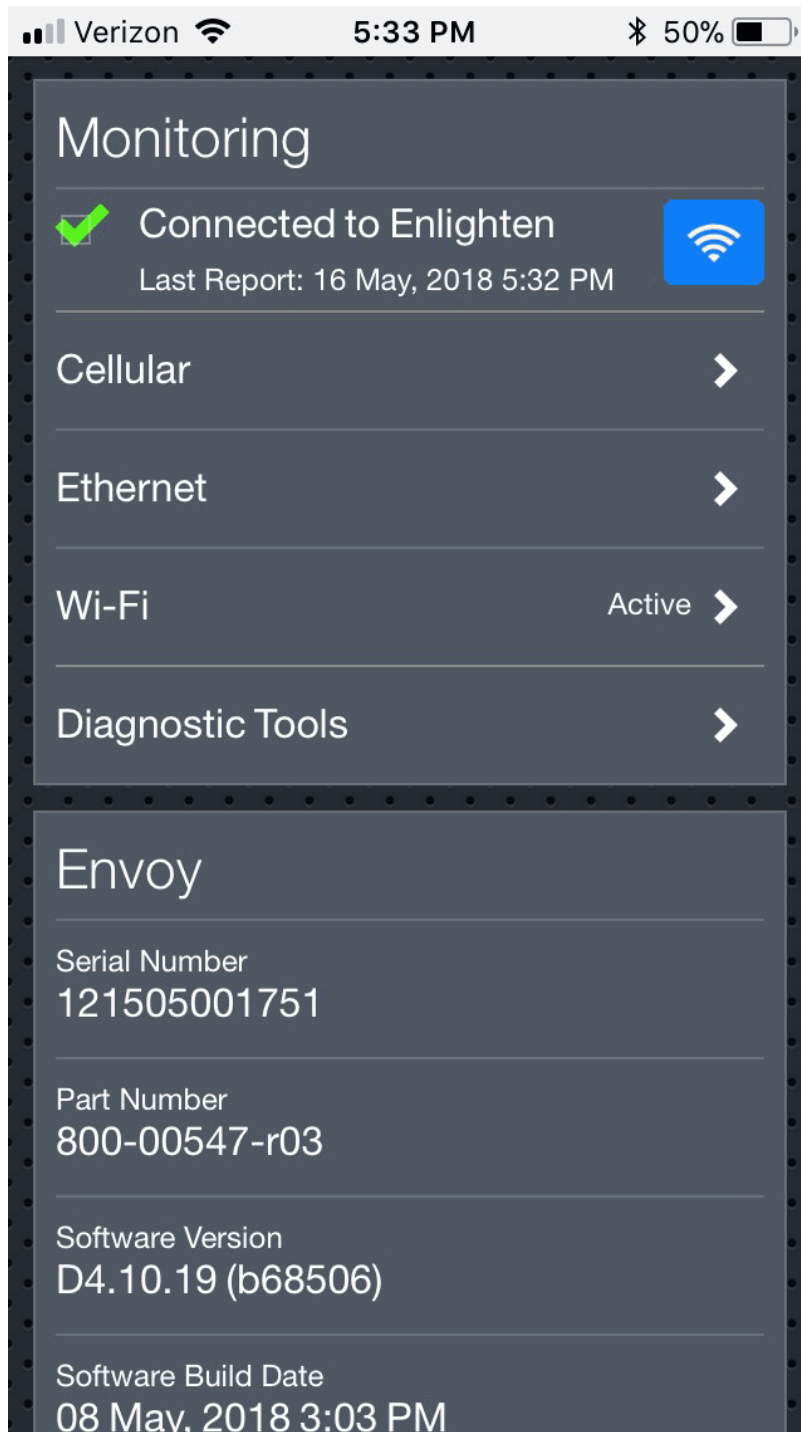 Verizon 5:33 PM 50%
Monitoring
Connected to Enlighten
Last Report: 16 May, 2018 5:32 PM
Cellular
Ethernet
Wi-Fi Active
Diagnostic Tools
Envoy
Serial Number
121505001751
Part Number
800-00547-r03
Software Version
D4.10.19 (b68506)
Software Build Date
08 May, 2018 3:03 PM